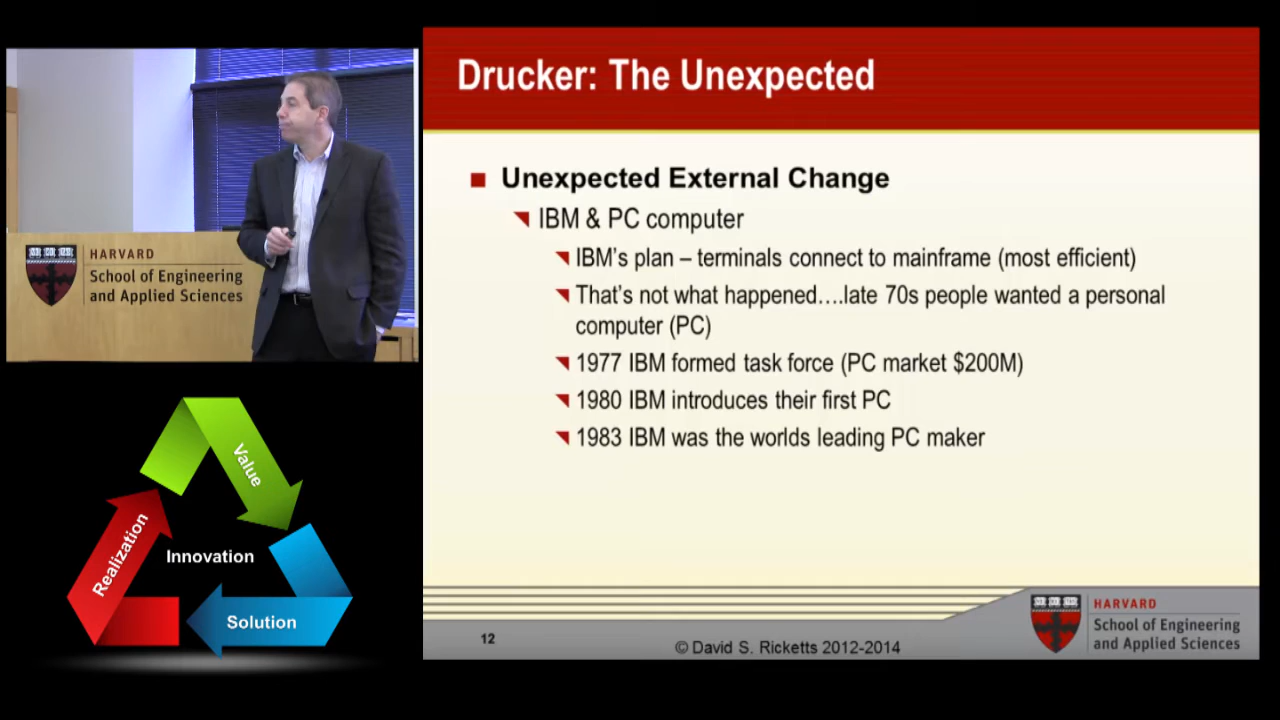 Drucker: The Unexpected
Unexpected External Change
IBM & PC computer
IBM's plan – terminals connect to mainframe (most efficient)
That's not what happened....late 70s people wanted a personal
computer (PC)
1977 IBM formed task force (PC market $200M)
1980 IBM introduces their first PC
1983 IBM was the worlds leading PC maker
12
© David S. Ricketts 2012-2014
HARVARD
School of Engineering
and Applied Sciences
HARVARD
School of Engineering
and Applied Sciences
Value
Realization
Innovation
Solution